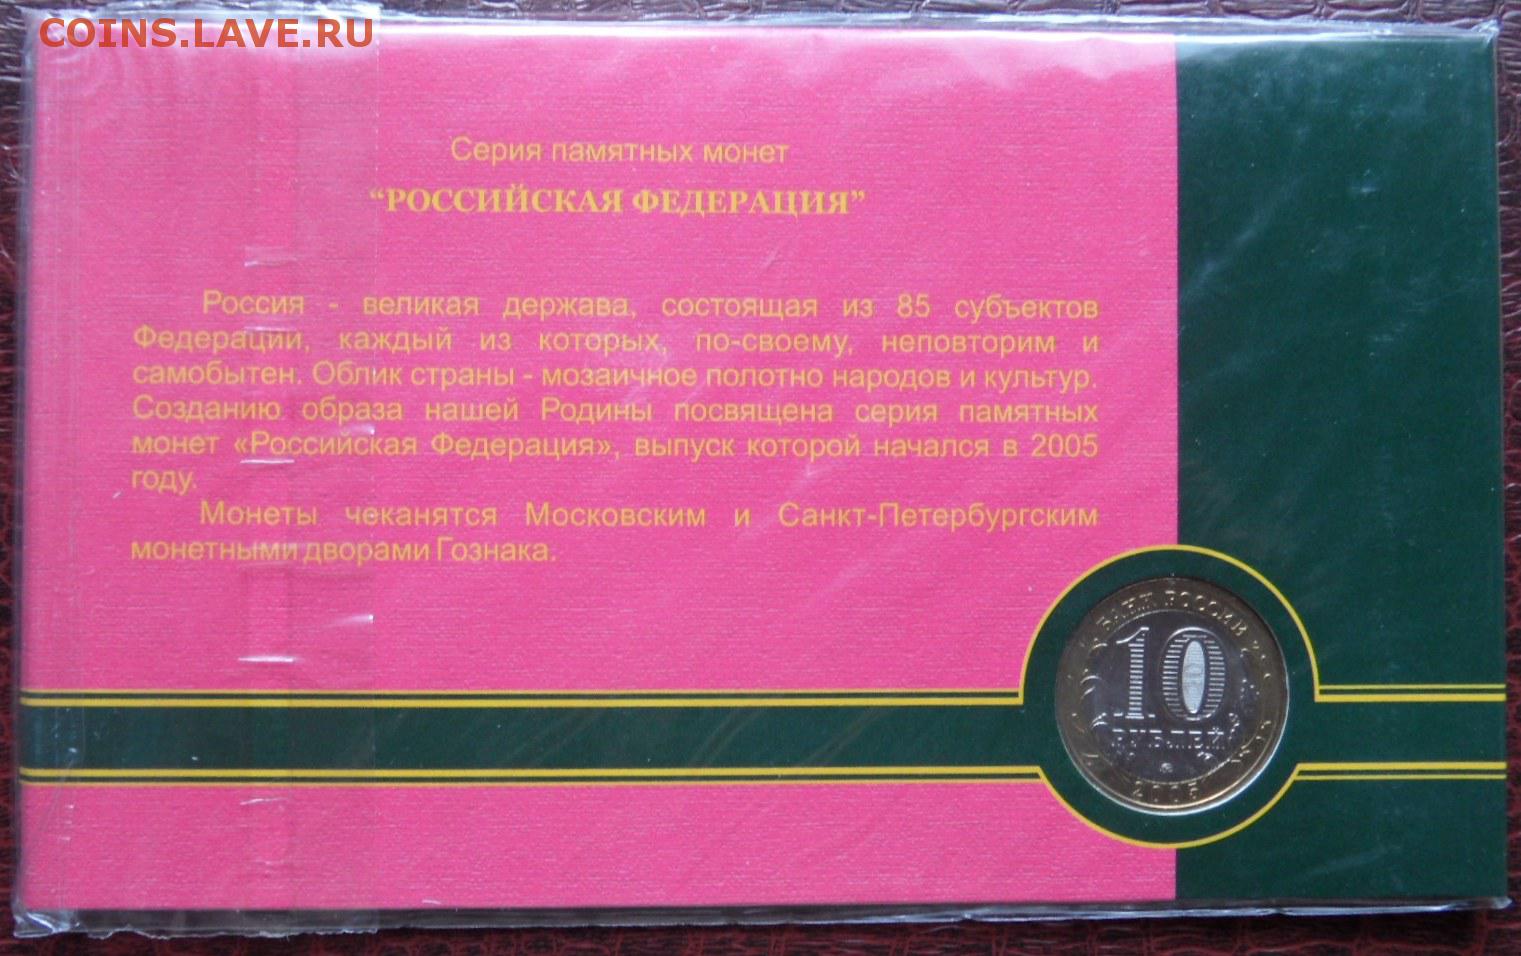 COINS.LAVE.RU
Серия памятных монет
“РОССИЙСКАЯ ФЕДЕРАЦИЯ”
Россия - великая держава, состоящая из 85 субъектов
Федерации, каждый из которых, по-своему, неповторим и
самобытен. Облик страны - мозаичное полотно народов и культур.
Созданию образа нашей Родины посвящена серия памятных
монет «Российская Федерация», выпуск которой начался в 2005
году.
Монеты чеканятся Московским и Санкт-Петербургским
монетными дворами Гознака.
БАНК РОССИИ
10
РУБЛЕЙ
2005